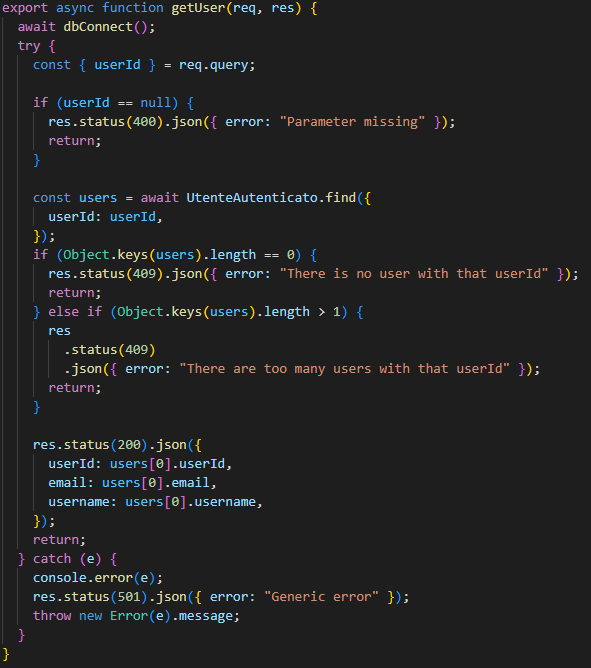 export async function getUser(req, res) {
  await dbConnect();
  try {
    const { userId } = req.query;

    if (userId == null) {
      res.status(400).json({ error: "Parameter missing" });
      return;
    }

    const users = await UtenteAutenticato.find({
      userId: userId,
    });
    if (Object.keys(users).length == 0) {
      res.status(409).json({ error: "There is no user with that userId" });
      return;
    } else if (Object.keys(users).length > 1) {
      res
        .status(409)
        .json({ error: "There are too many users with that userId" });
      return;
    }

    res.status(200).json({
      userId: users[0].userId,
      email: users[0].email,
      username: users[0].username,
    });
    return;
  } catch (e) {
    console.error(e);
    res.status(501).json({ error: "Generic error" });
    throw new Error(e).message;
  }
}